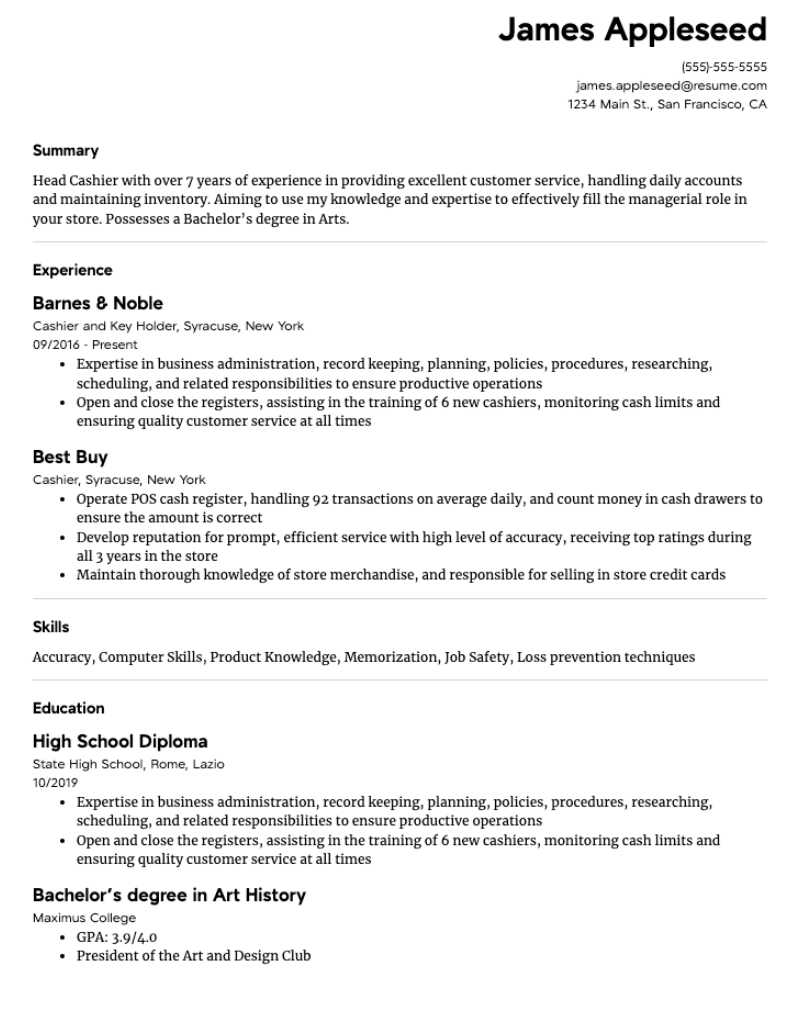 James Appleseed
(555)-555-5555
james.appleseed@resume.com
1234 Main St., San Francisco, CA
Summary
Head Cashier with over 7 years of experience in providing excellent customer service, handling daily accounts
and maintaining inventory. Aiming to use my knowledge and expertise to effectively fill the managerial role in
your store. Possesses a Bachelor’s degree in Arts.
Experience
Barnes & Noble
Cashier and Key Holder, Syracuse, New York
09/2016 - Present
• Expertise in business administration, record keeping, planning, policies, procedures, researching,
scheduling, and related responsibilities to ensure productive operations
• Open and close the registers, assisting in the training of 6 new cashiers, monitoring cash limits and
ensuring quality customer service at all times
Best Buy
Cashier, Syracuse, New York
• Operate POS cash register, handling 92 transactions on average daily, and count money in cash drawers to
ensure the amount is correct
• Develop reputation for prompt, efficient service with high level of accuracy, receiving top ratings during
all 3 years in the store
• Maintain thorough knowledge of store merchandise, and responsible for selling in store credit cards
Skills
Accuracy, Computer Skills, Product Knowledge, Memorization, Job Safety, Loss prevention techniques
Education
High School Diploma
State High School, Rome, Lazio
10/2019
• Expertise in business administration, record keeping, planning, policies, procedures, researching,
scheduling, and related responsibilities to ensure productive operations
• Open and close the registers, assisting in the training of 6 new cashiers, monitoring cash limits and
ensuring quality customer service at all times
Bachelor’s degree in Art History
Maximus College
• GPA: 3.9/4.0
• President of the Art and Design Club